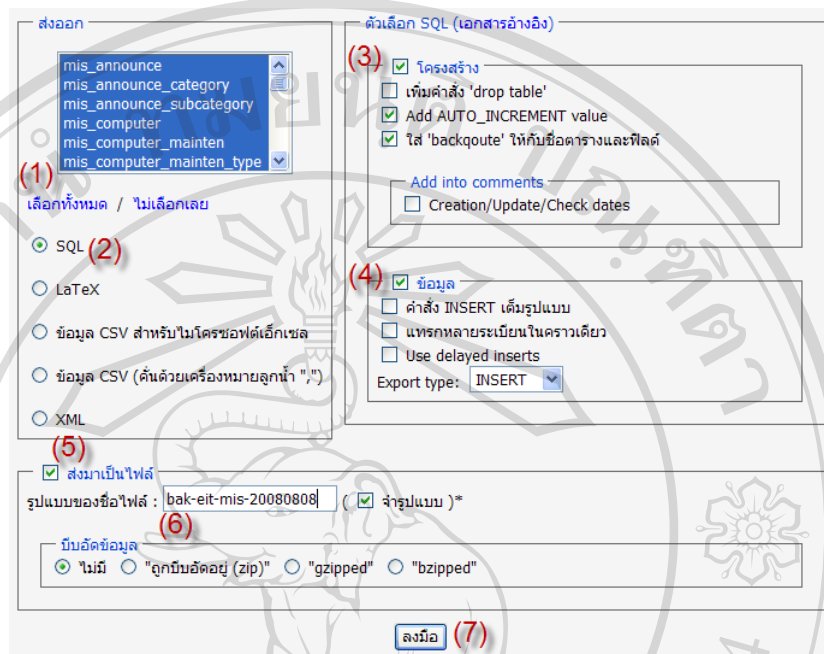 ส่งออก
mis_announce
mis_announce_category
mis_announce_subcategory
mis_computer
mis_computer_mainten
mis_computer_mainten_type
(1)
เลือกทั้งหมด / ไม่เลือกเลย
SQL (2)
LaTeX
ข้อมูล CSV สำหรับไมโครซอฟต์เอ็กเซล
ข้อมูล CSV (คั่นด้วยเครื่องหมายลูกน้ำ ",")
XML
ตัวเลือก SQL (เอกสารอ้างอิง)
(3) โครงสร้าง
เพิ่มคำสั่ง 'drop table'
Add AUTO_INCREMENT value
ใส่ 'backqoute' ให้กับชื่อตารางและฟิลด์
Add into comments
Creation/Update/Check dates
(4) ข้อมูล
คำสั่ง INSERT เต็มรูปแบบ
แทรกหลายระเบียนในคราวเดียว
Use delayed inserts
Export type: INSERT
(5)
ส่งมาเป็นไฟล์
รูปแบบของชื่อไฟล์ : bak-eit-mis-20080808 ( จำรูปแบบ )*
(6)
บีบอัดข้อมูล
ไม่มี "ถูกบีบอัดอยู่ (zip)" "gzipped" "bzipped"
ลงมือ (7)